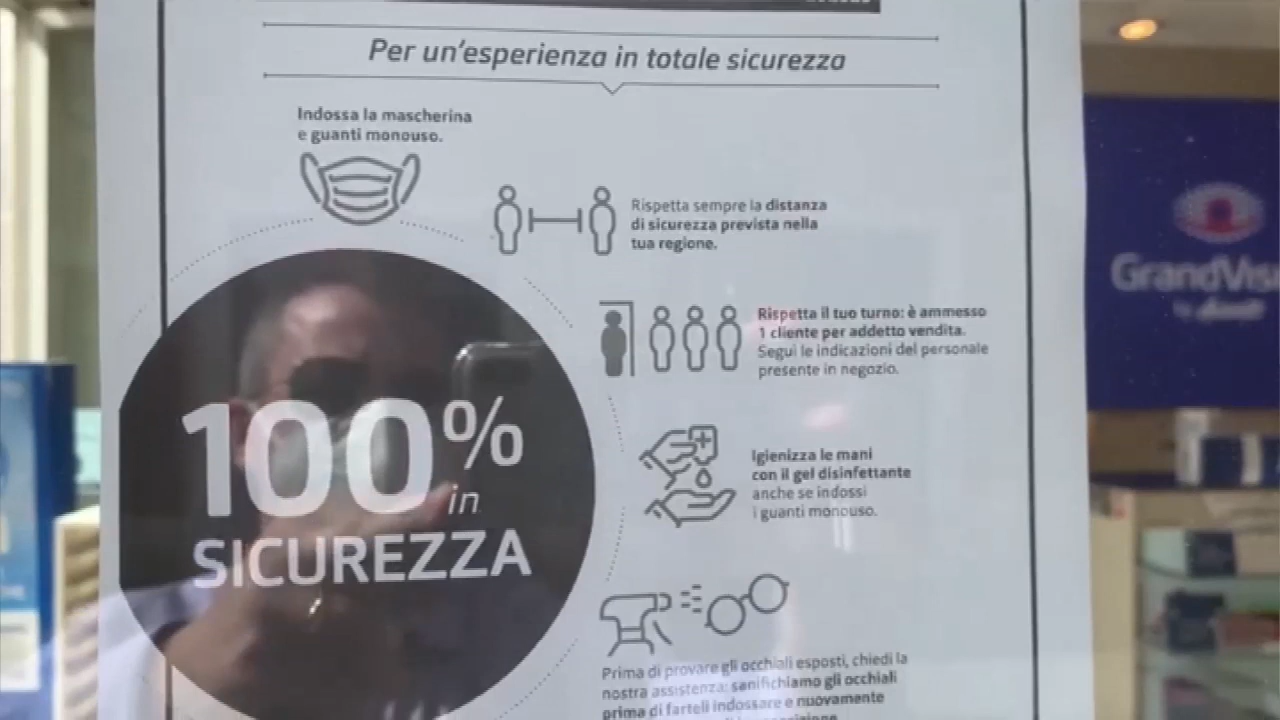 Per un'esperienza in totale sicurezza
Indossa la mascherina
e guanti monouso.
Rispetta sempre la distanza
di sicurezza prevista nella
tua regione.
Rispetta il tuo turno: è ammesso
1 cliente per addetto vendita.
Segui le indicazioni del personale
presente in negozio.
100%
in
SICUREZZA
Igienizza le mani
con il gel disinfettante
anche se indossi
i guanti monouso.
Prima di provare gli occhiali esposti, chiedi la
nostra assistenza: sanifichiamo gli occhiali
prima di farteli indossare e nuovamente
GrandVis
by